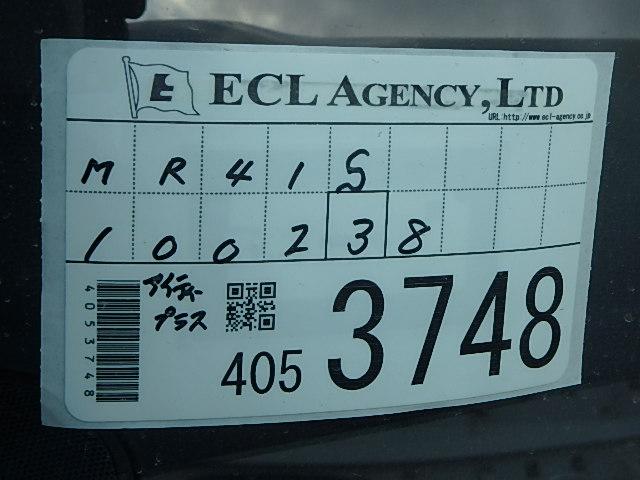 E ECL AGENCY, LTD
URL:http://www.ecl-agency.co.jp
MR41S
100238
アイティー
プラス
4053748
405 3748